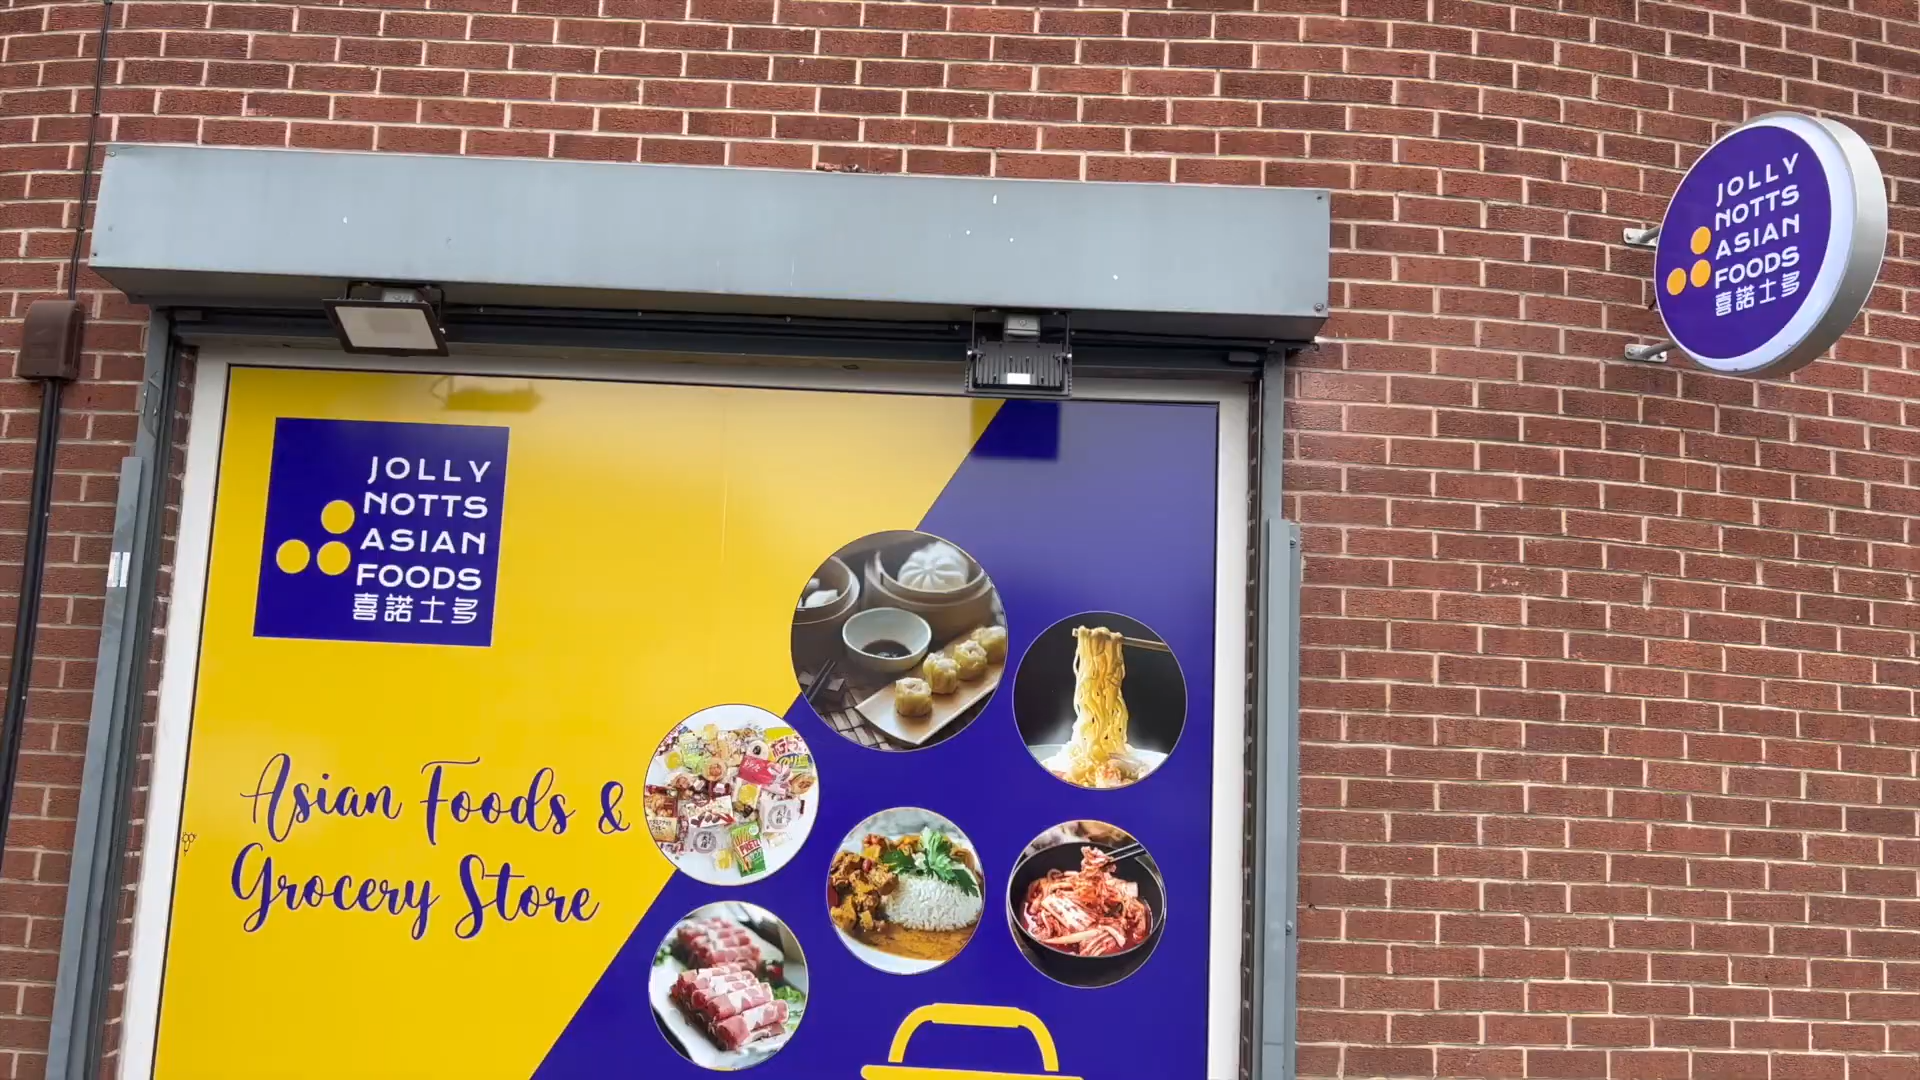 JOLLY
NOTTS
ASIAN
FOODS
喜諾士多
JOLLY
NOTTS
ASIAN
FOODS
喜諾士多
Asian Foods &
Grocery Store